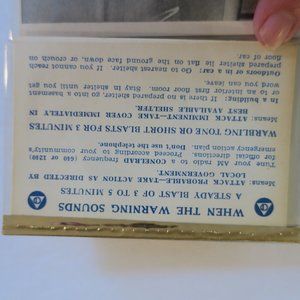 WHEN THE WARNING SOUNDS
A STEADY BLAST OF 3 TO 5 MINUTES
Means: ATTACK PROBABLE—TAKE ACTION AS DIRECTED BY
LOCAL GOVERNMENT.
Tune your AM radio to a CONELRAD frequency (640 or 1240)
for official directions. Proceed according to your community's
emergency action plan. Don't use the telephone.
WARBLING TONE OR SHORT BLASTS FOR 3 MINUTES
Means: ATTACK IMMINENT—TAKE COVER IMMEDIATELY IN
BEST AVAILABLE SHELTER.
In a building: If there is no prepared shelter, go into a basement
or to an interior first floor room. Stay in shelter until you get
you can leave.
Outdoors or in a car: Go to nearest shelter. If you cannot reach
prepared shelter lie flat on the ground face down, or crouch on
floor of